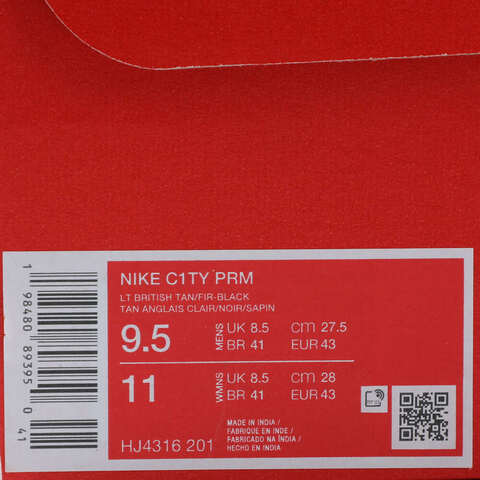 NIKE C1TY PRM
LT BRITISH TAN/FIR-BLACK
TAN ANGLAIS CLAIR/NOIR/SAPIN
9.5 MENS UK 8.5 CM 27.5
BR 41 EUR 43
11 WMNS UK 8.5 CM 28
BR 41 EUR 43
HJ4316 201
MADE IN INDIA /
FABRIQUE EN INDE /
FABRICADO NA ÍNDIA /
HECHO EN INDIA
1 98480 89395 0 41